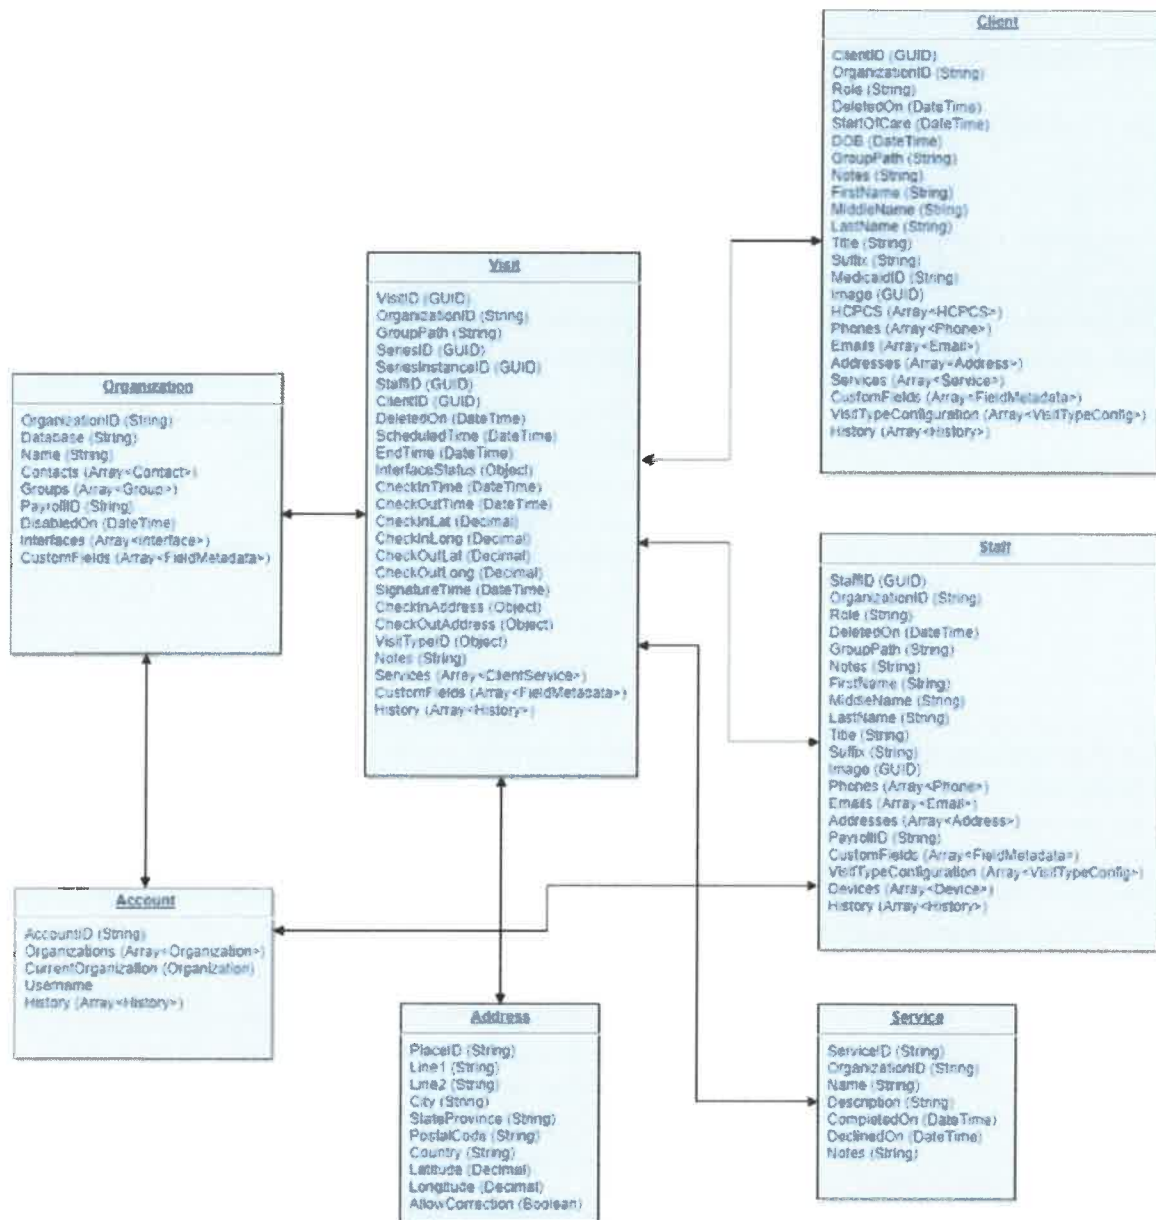 Client
ClientID (GUID)
OrganizationID (String)
Role (String)
DeletedOn (DateTime)
StartOfCare (DateTime)
DOB (DateTime)
GroupPath (String)
Notes (String)
FirstName (String)
MiddleName (String)
LastName (String)
Title (String)
Suffix (String)
MedicaidID (String)
Image (GUID)
HCPCS (Array<HCPCS>)
Phones (Array<Phone>)
Emails (Array<Email>)
Addresses (Array<Address>)
Services (Array<Service>)
CustomFields (Array<FieldMetadata>)
VisitTypeConfiguration (Array<VisitTypeConfig>)
History (Array<History>)
Visit
VisitID (GUID)
OrganizationID (String)
GroupPath (String)
SeriesID (GUID)
SeriesInstanceID (GUID)
StaffID (GUID)
ClientID (GUID)
DeletedOn (DateTime)
ScheduledTime (DateTime)
EndTime (DateTime)
InterfaceStatus (Object)
CheckInTime (DateTime)
CheckOutTime (DateTime)
CheckInLat (Decimal)
CheckInLong (Decimal)
CheckOutLat (Decimal)
CheckOutLong (Decimal)
SignatureTime (DateTime)
CheckInAddress (Object)
CheckOutAddress (Object)
VisitTypeID (Object)
Notes (String)
Services (Array<ClientService>)
CustomFields (Array<FieldMetadata>)
History (Array<History>)
Organization
OrganizationID (String)
Database (String)
Name (String)
Contacts (Array<Contact>)
Groups (Array<Group>)
PayrollID (String)
DisabledOn (DateTime)
Interfaces (Array<Interface>)
CustomFields (Array<FieldMetadata>)
Staff
StaffID (GUID)
OrganizationID (String)
Role (String)
DeletedOn (DateTime)
GroupPath (String)
Notes (String)
FirstName (String)
MiddleName (String)
LastName (String)
Title (String)
Suffix (String)
Image (GUID)
Phones (Array<Phone>)
Emails (Array<Email>)
Addresses (Array<Address>)
PayrollID (String)
CustomFields (Array<FieldMetadata>)
VisitTypeConfiguration (Array<VisitTypeConfig>)
Devices (Array<Device>)
History (Array<History>)
Account
AccountID (String)
Organizations (Array<Organization>)
CurrentOrganization (Organization)
Username
History (Array<History>)
Address
PlaceID (String)
Line1 (String)
Line2 (String)
City (String)
StateProvince (String)
PostalCode (String)
Country (String)
Latitude (Decimal)
Longitude (Decimal)
AllowCorrection (Boolean)
Service
ServiceID (String)
OrganizationID (String)
Name (String)
Description (String)
CompletedOn (DateTime)
DeclinedOn (DateTime)
Notes (String)